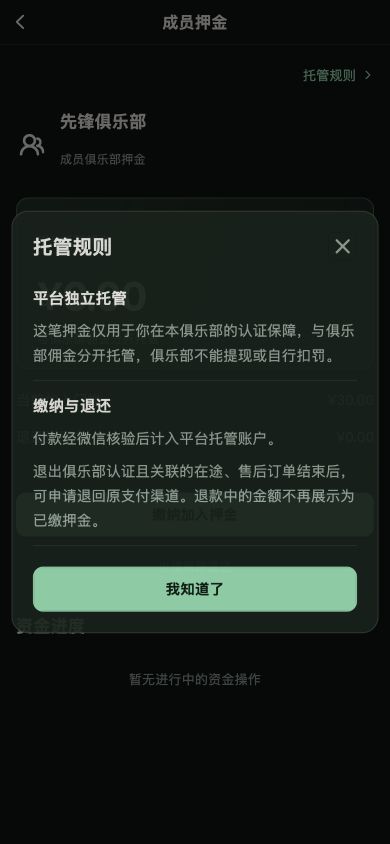 成员押金
托管规则
先锋俱乐部
成员俱乐部押金
托管规则
¥0.00
平台独立托管
这笔押金仅用于你在本俱乐部的认证保障，与俱乐
部佣金分开托管，俱乐部不能提现或自行扣罚。
¥30.00
缴纳与退还
¥0.00
付款经微信核验后计入平台托管账户。
退出俱乐部认证且关联的在途、售后订单结束后，
可申请退回原支付渠道。退款中的金额不再展示为
已缴押金。
缴纳加入押金
我知道了
资金进度
暂无进行中的资金操作